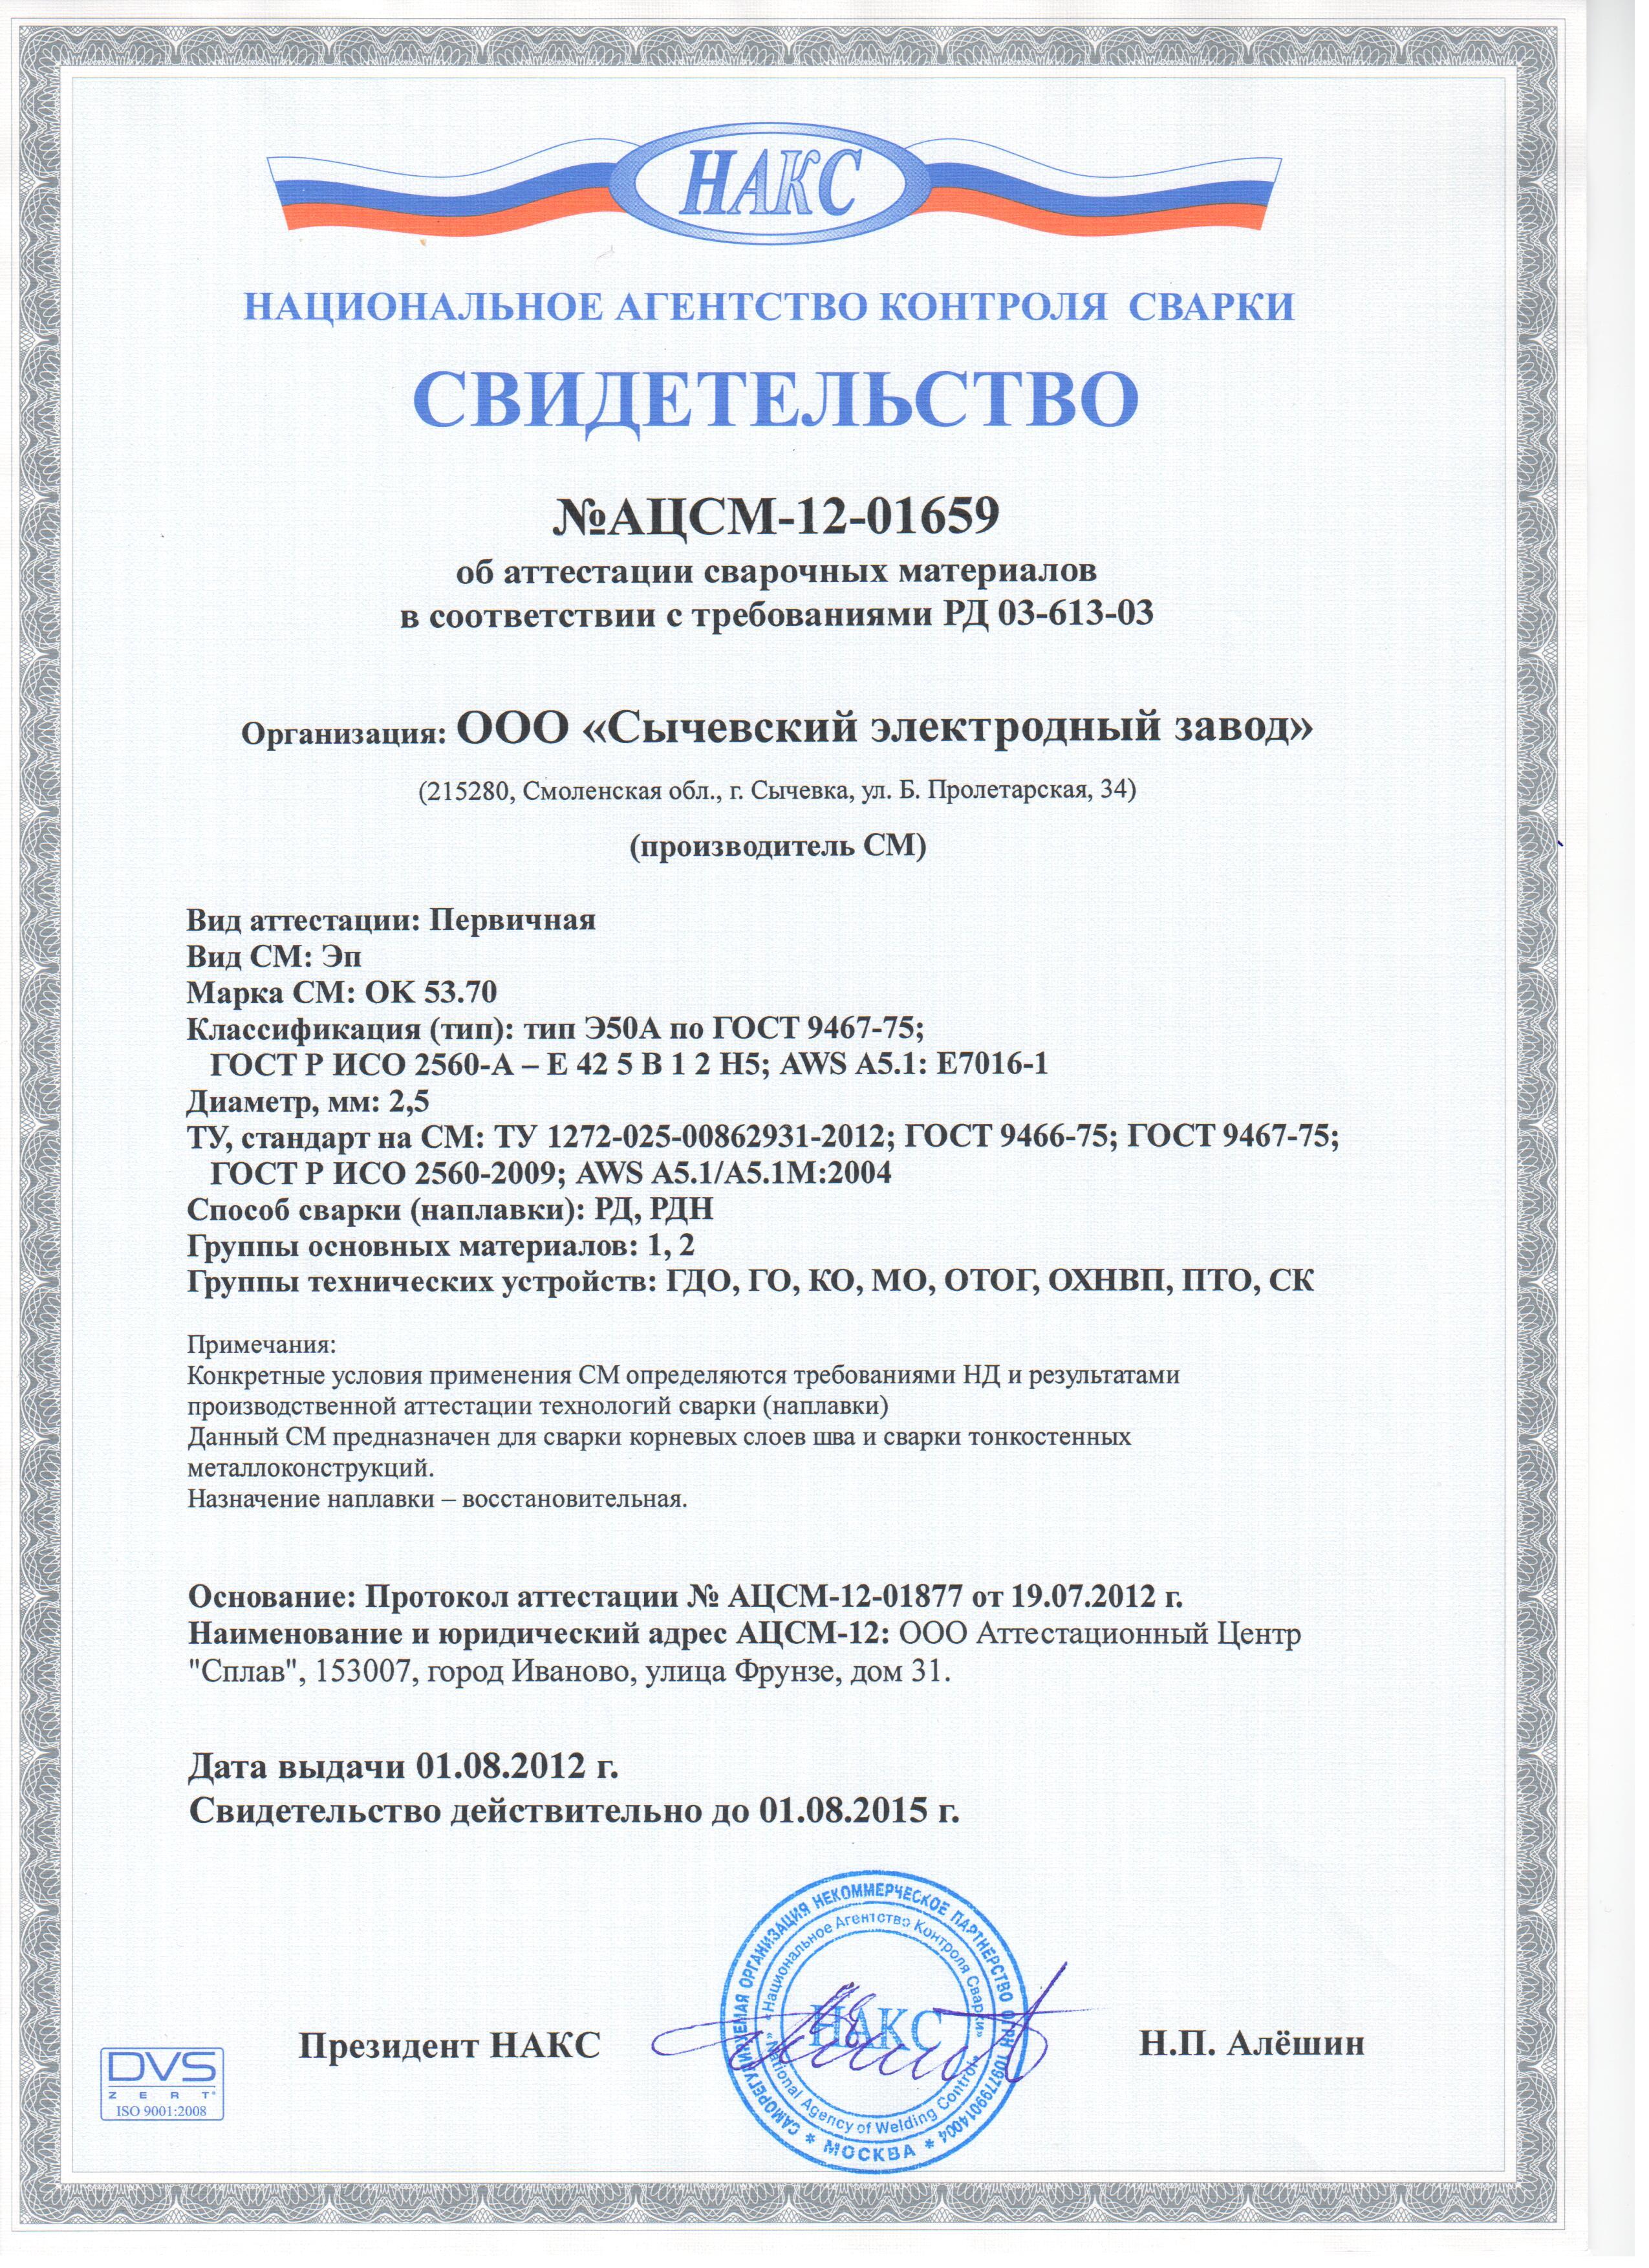 НАКС
НАЦИОНАЛЬНОЕ АГЕНТСТВО КОНТРОЛЯ СВАРКИ
СВИДЕТЕЛЬСТВО
№АЦСМ-12-01659
об аттестации сварочных материалов
в соответствии с требованиями РД 03-613-03
Организация: ООО «Сычевский электродный завод»
(215280, Смоленская обл., г. Сычевка, ул. Б. Пролетарская, 34)
(производитель СМ)
Вид аттестации: Первичная
Вид СМ: Эп
Марка СМ: ОК 53.70
Классификация (тип): тип Э50А по ГОСТ 9467-75;
ГОСТ Р ИСО 2560-А – Е 42 5 В 1 2 Н5; AWS A5.1: E7016-1
Диаметр, мм: 2,5
ТУ, стандарт на СМ: ТУ 1272-025-00862931-2012; ГОСТ 9466-75; ГОСТ 9467-75;
ГОСТ Р ИСО 2560-2009; AWS A5.1/A5.1M:2004
Способ сварки (наплавки): РД, РДН
Группы основных материалов: 1, 2
Группы технических устройств: ГДО, ГО, КО, МО, ОТОГ, ОХНВП, ПТО, СК
Примечания:
Конкретные условия применения СМ определяются требованиями НД и результатами
производственной аттестации технологий сварки (наплавки)
Данный СМ предназначен для сварки корневых слоев шва и сварки тонкостенных
металлоконструкций.
Назначение наплавки – восстановительная.
Основание: Протокол аттестации № АЦСМ-12-01877 от 19.07.2012 г.
Наименование и юридический адрес АЦСМ-12: ООО Аттестационный Центр
"Сплав", 153007, город Иваново, улица Фрунзе, дом 31.
Дата выдачи 01.08.2012 г.
Свидетельство действительно до 01.08.2015 г.
САМОРЕГУЛИРУЕМАЯ ОРГАНИЗАЦИЯ НЕКОММЕРЧЕСКОЕ ПАРТНЕРСТВО ОГРН 1097799014004
* МОСКВА *
«Национальное Агентство Контроля Сварки»
«National Agency of Welding Control»
НАКС
Президент НАКС
Н.П. Алёшин
DVS
ZERT®
ISO 9001:2008